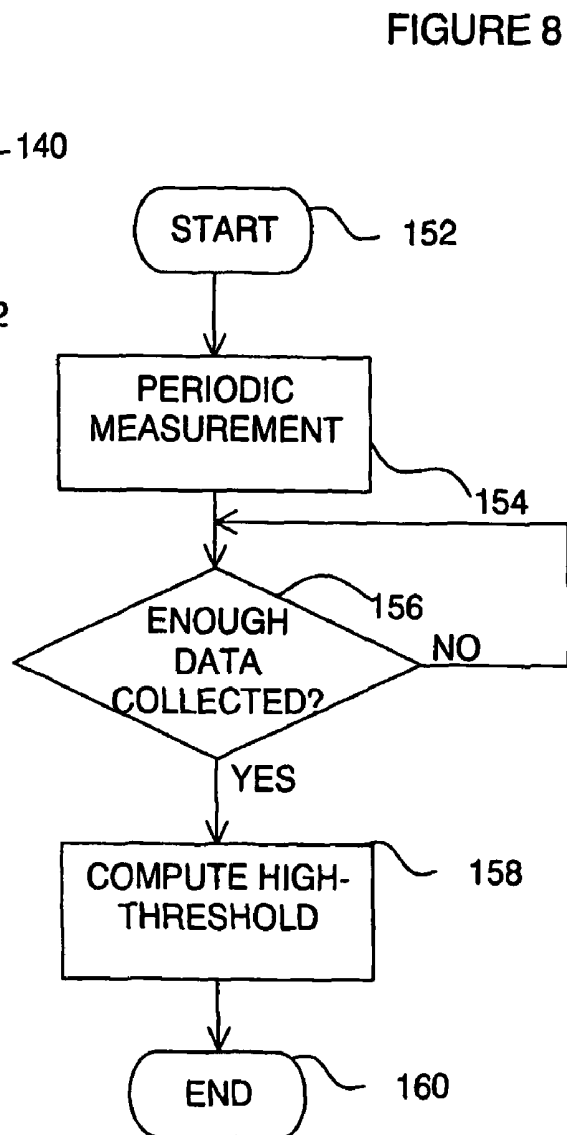 FIGURE 8
140
START
152
2
PERIODIC
MEASUREMENT
154
156
ENOUGH
DATA
COLLECTED?
NO
YES
COMPUTE HIGH-
THRESHOLD
158
END
160